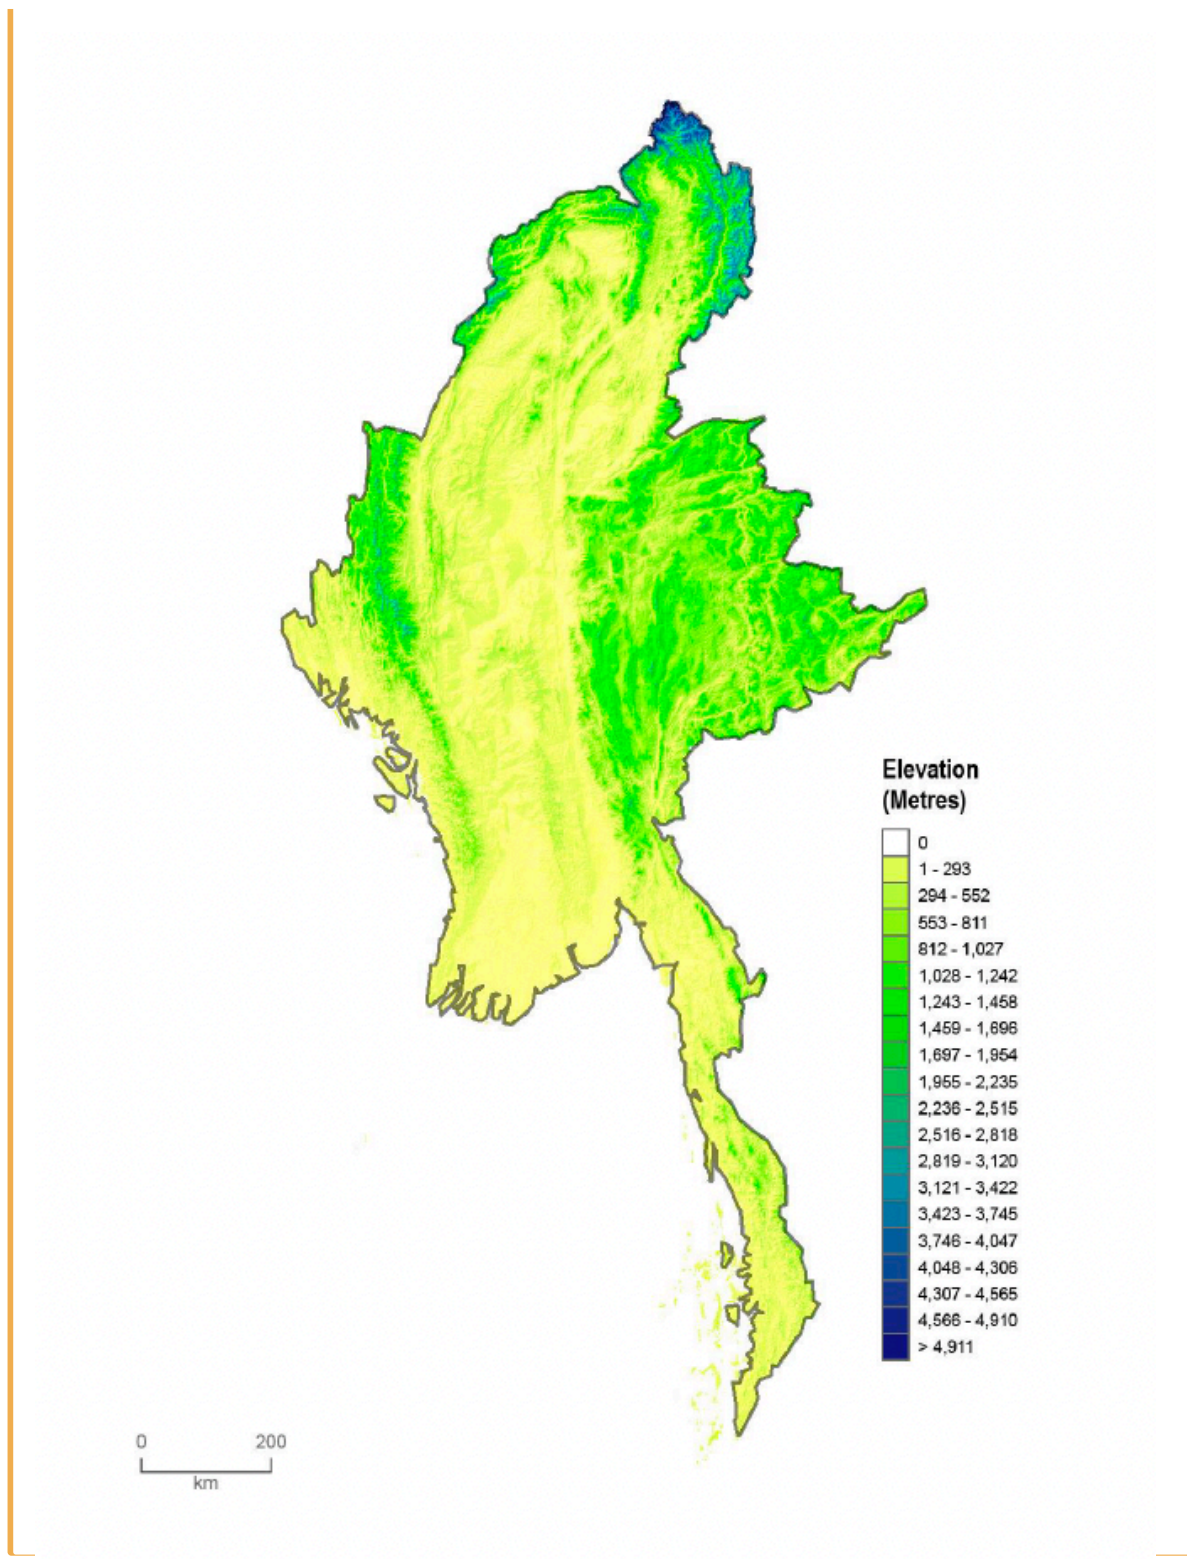 Elevation
(Metres)
0
1 - 293
294 - 552
553 - 811
812 - 1,027
1,028 - 1,242
1,243 - 1,458
1,459 - 1,696
1,697 - 1,954
1,955 - 2,235
2,236 - 2,515
2,516 - 2,818
2,819 - 3,120
3,121 - 3,422
3,423 - 3,745
3,746 - 4,047
4,048 - 4,306
4,307 - 4,565
4,566 - 4,910
> 4,911
0 200
km